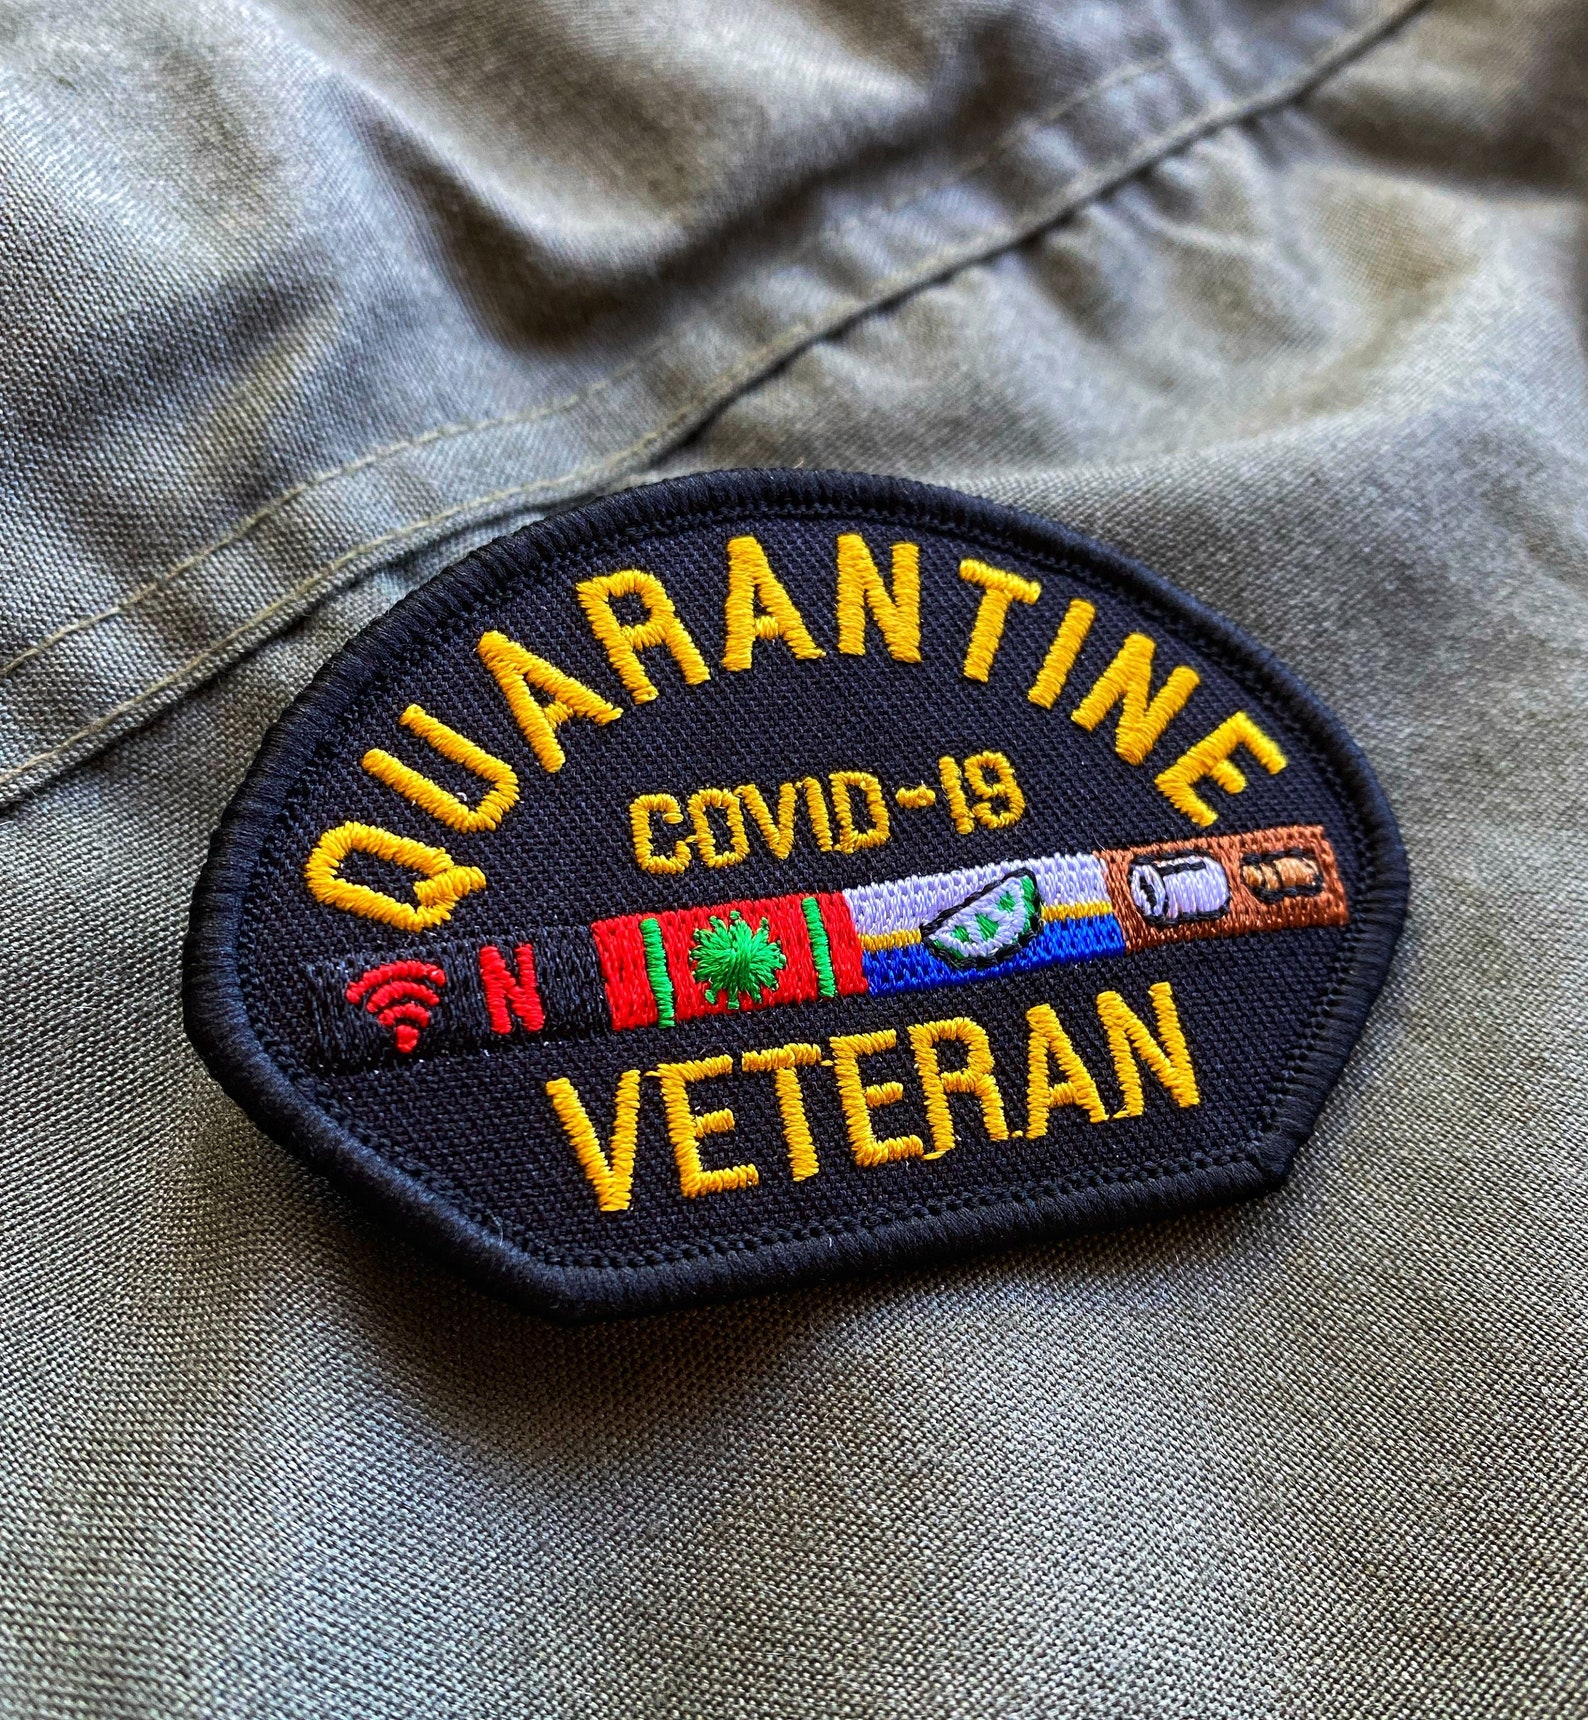 QUARANTINE
COVID-19
N
VETERAN